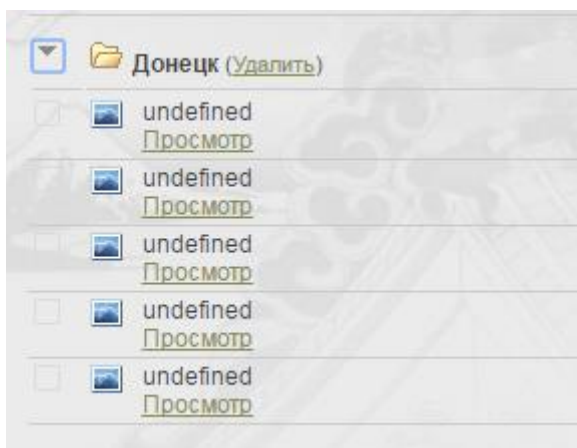 Донецк (Удалить)
undefined
Просмотр
undefined
Просмотр
undefined
Просмотр
undefined
Просмотр
undefined
Просмотр